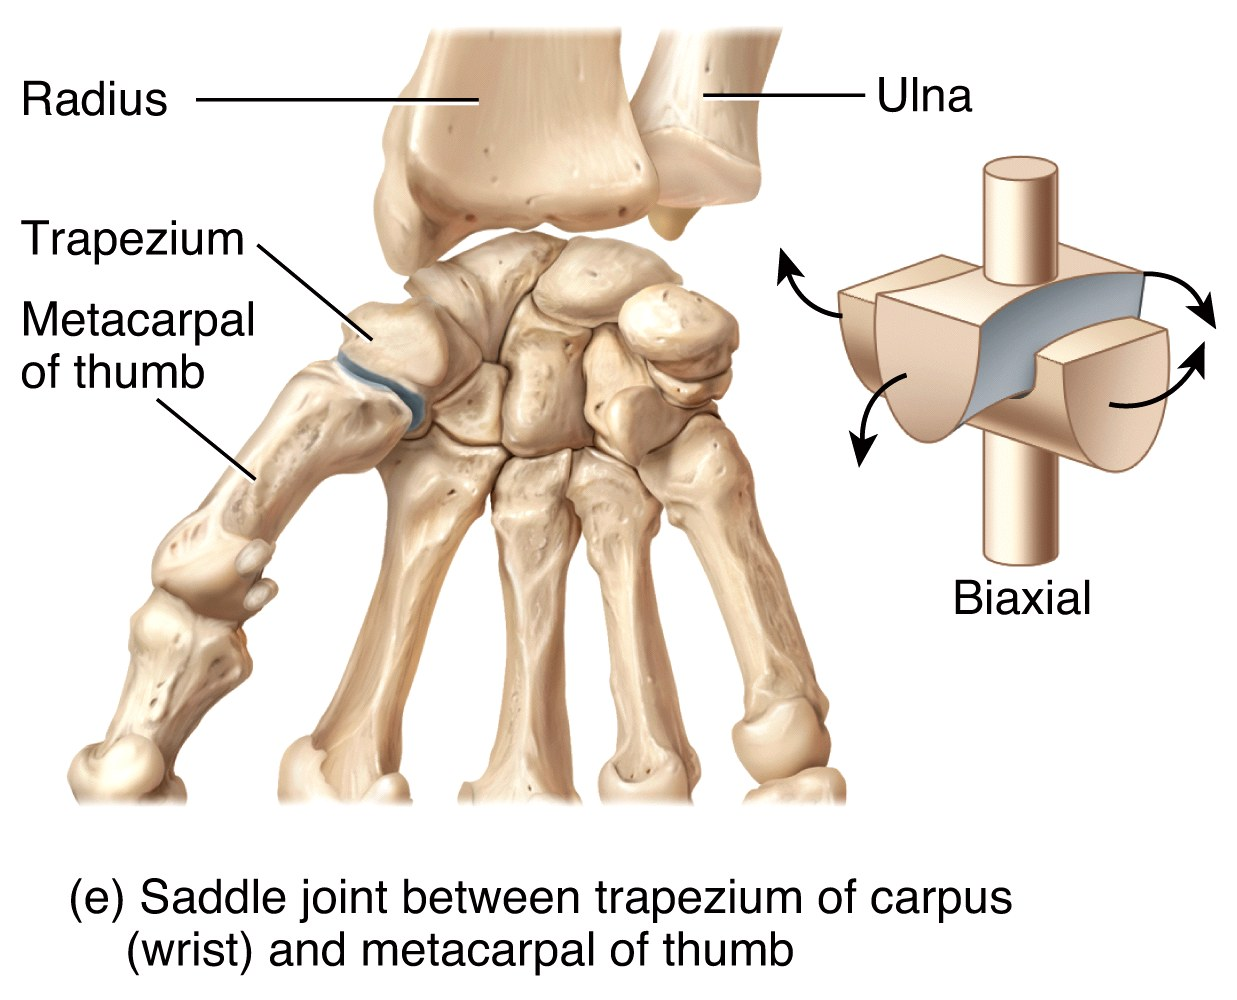 Radius
Ulna
Trapezium
Metacarpal
of thumb
Biaxial
(e) Saddle joint between trapezium of carpus
(wrist) and metacarpal of thumb